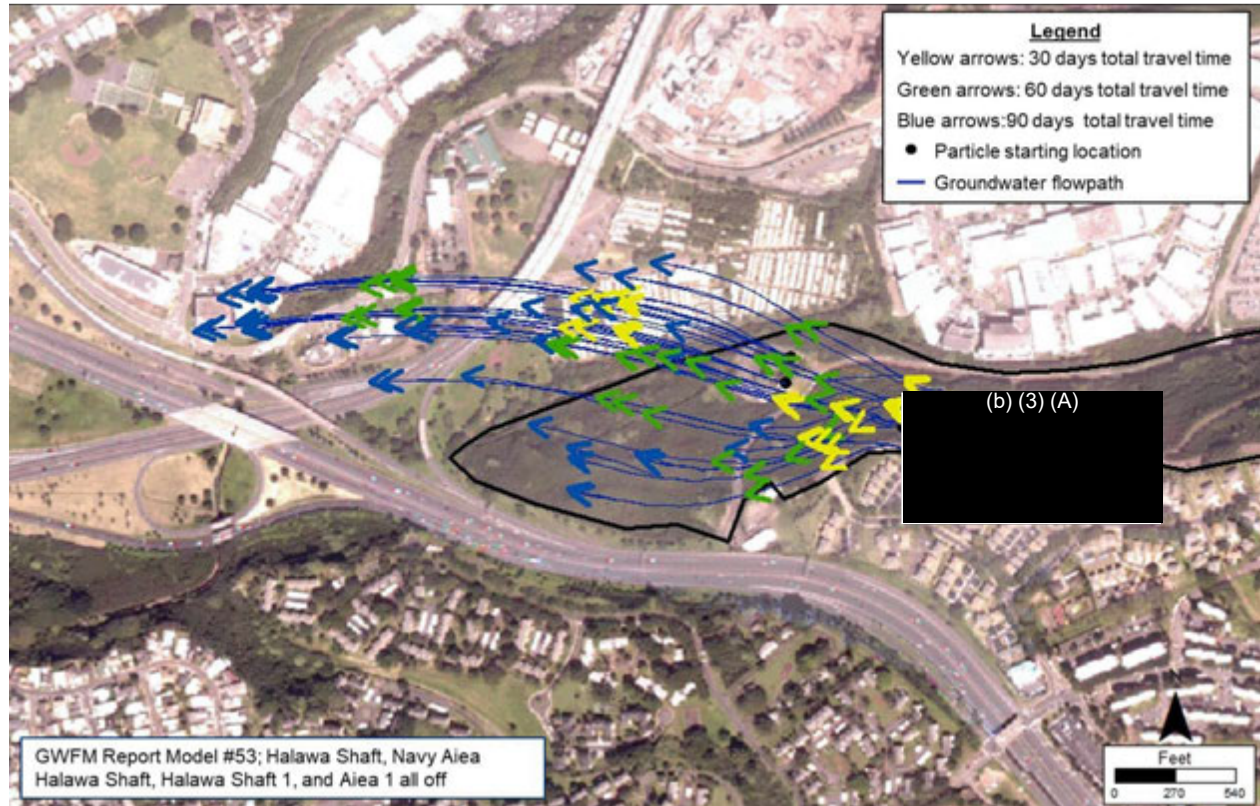 Legend
Yellow arrows: 30 days total travel time
Green arrows: 60 days total travel time
Blue arrows:90 days  total travel time
Particle starting location
Groundwater flowpath
(b) (3) (A)
GWFM Report Model #53; Halawa Shaft, Navy Aiea
Halawa Shaft, Halawa Shaft 1, and Aiea 1 all off
N
Feet
0 270 540